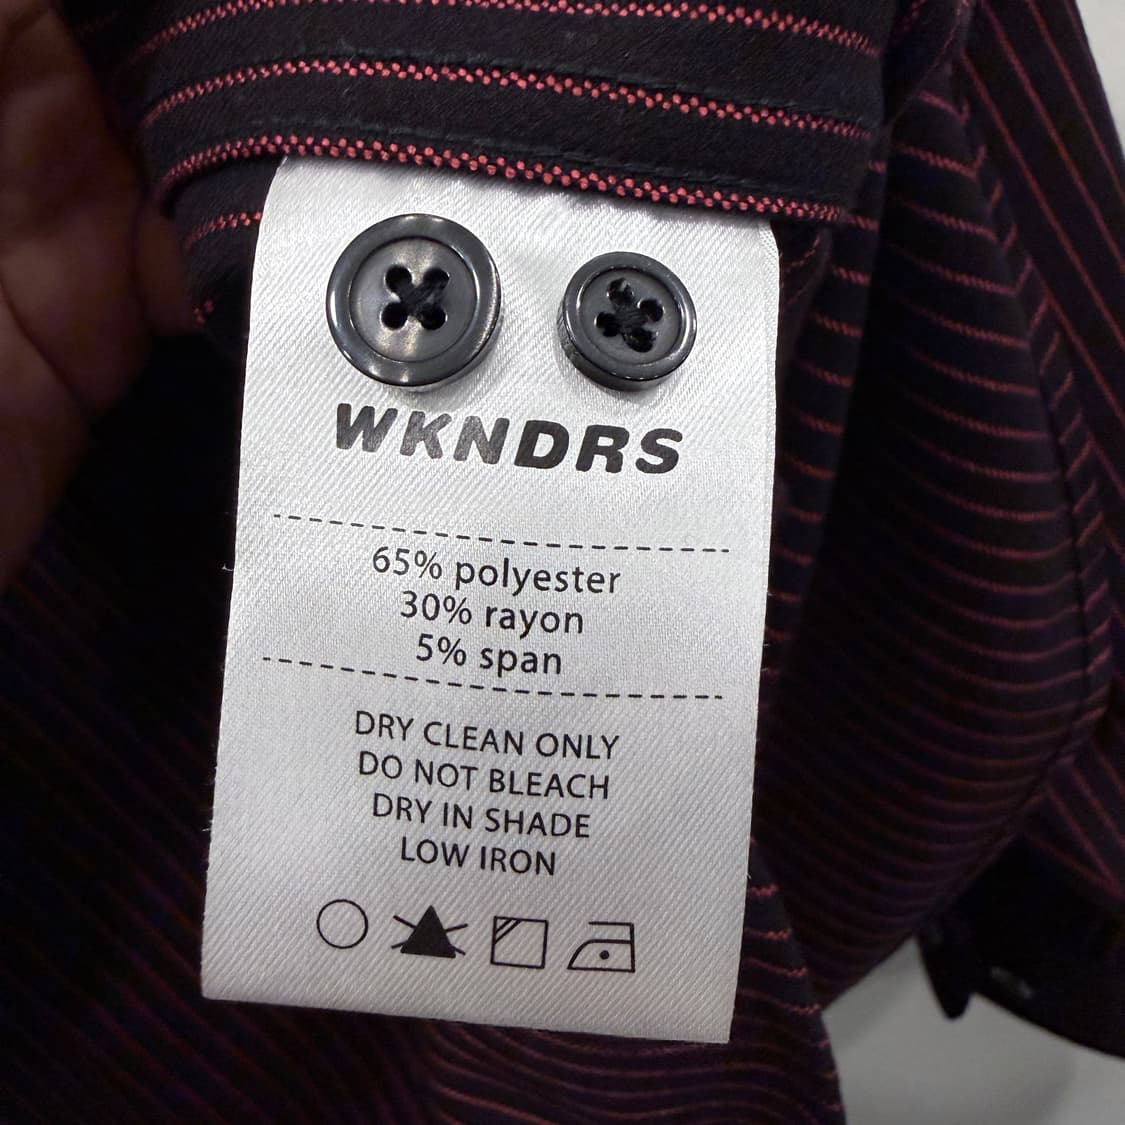 WKNDRS
65% polyester
30% rayon
5% span
DRY CLEAN ONLY
DO NOT BLEACH
DRY IN SHADE
LOW IRON